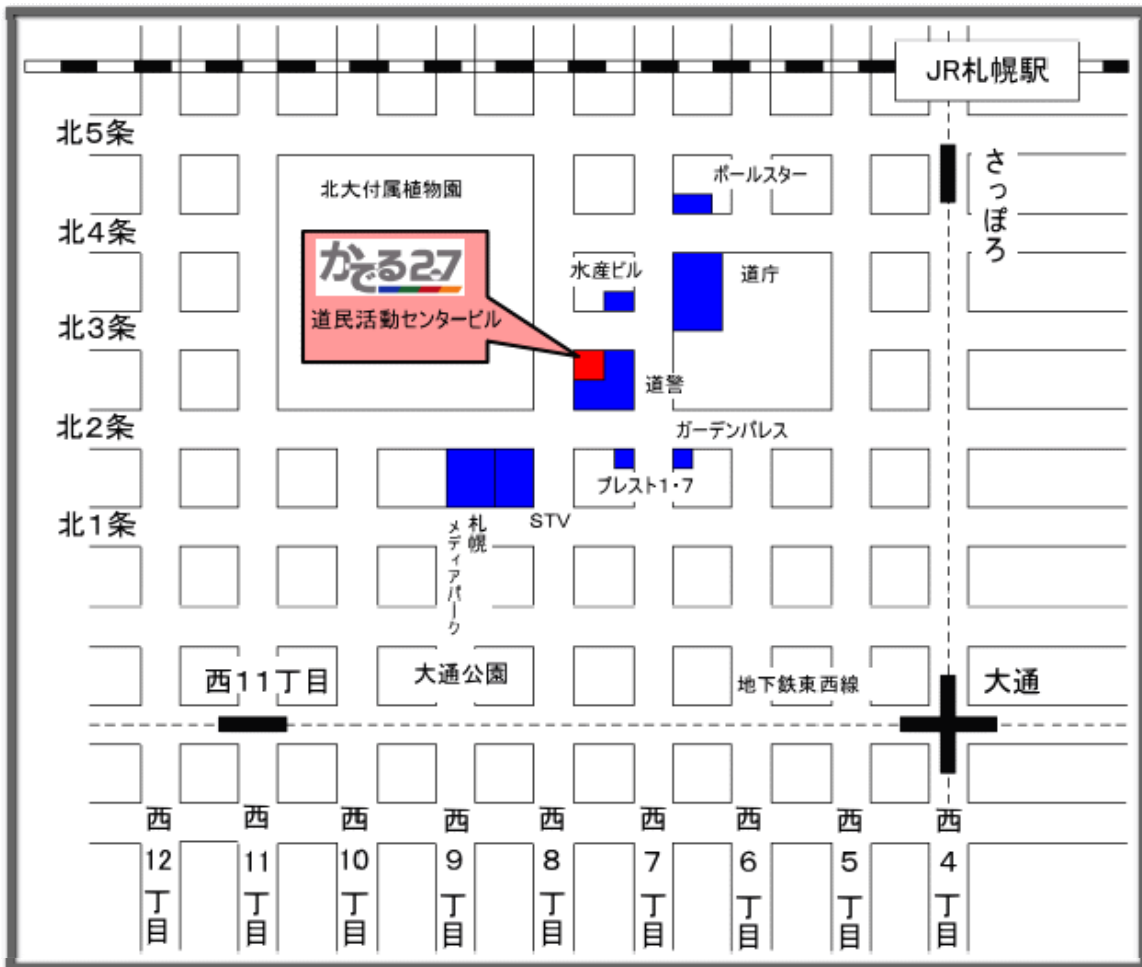 JR札幌駅
北5条
さっぽろ
ポールスター
北大付属植物園
北4条
かでる2・7
水産ビル
道庁
道民活動センタービル
北3条
道警
北2条
ガーデンパレス
プレスト1・7
北1条
札幌
メディアパーク
STV
西11丁目
大通公園
地下鉄東西線
大通
西12丁目
西11丁目
西10丁目
西9丁目
西8丁目
西7丁目
西6丁目
西5丁目
西4丁目